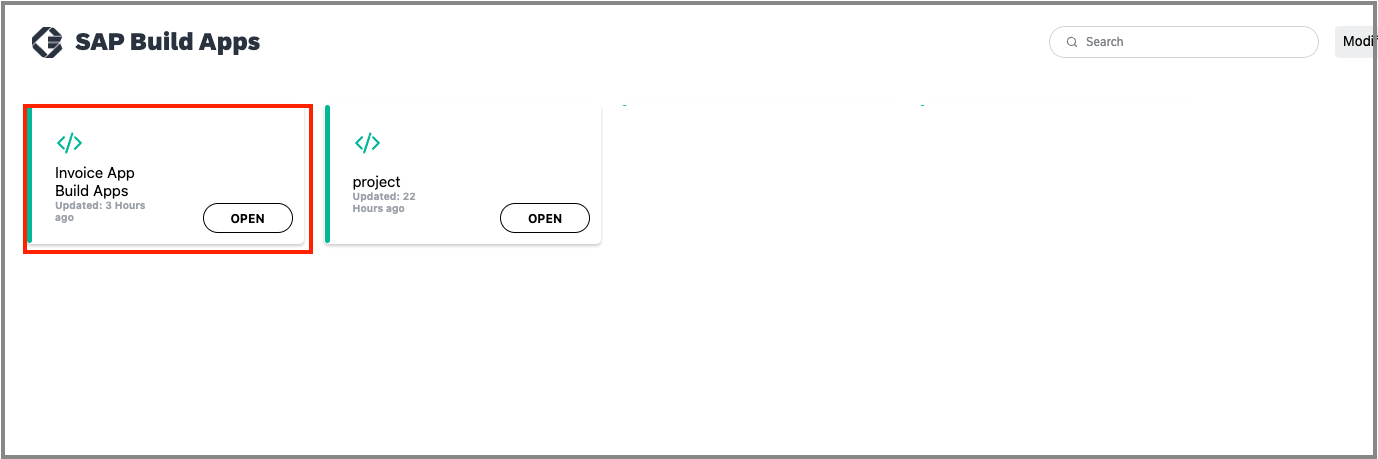 SAP Build Apps
Search
Modif
Invoice App
Build Apps
Updated: 3 Hours
ago
OPEN
project
Updated: 22
Hours ago
OPEN